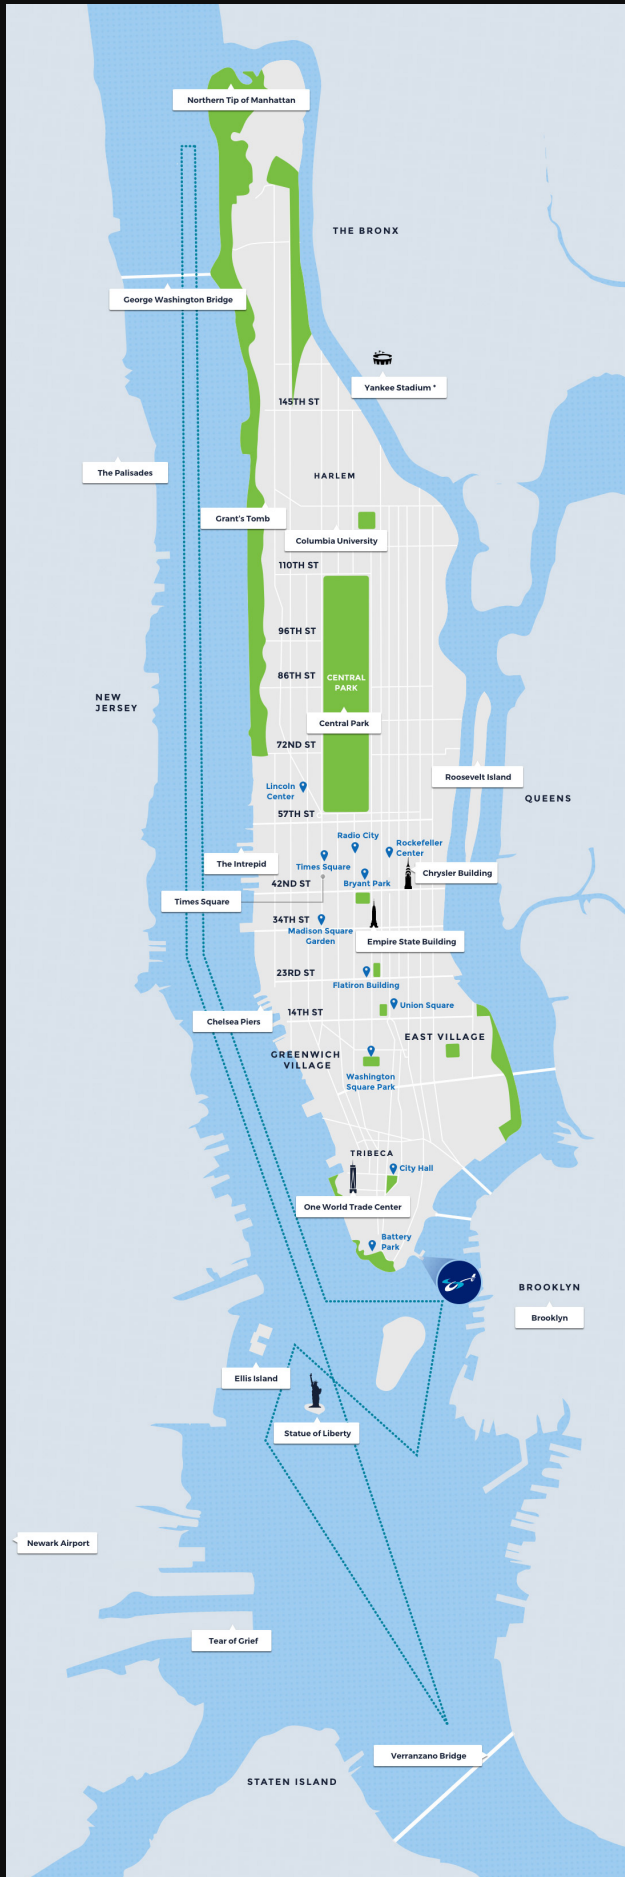 Northern Tip of Manhattan
THE BRONX
George Washington Bridge
Yankee Stadium *
145TH ST
The Palisades
HARLEM
Grant's Tomb
Columbia University
110TH ST
96TH ST
86TH ST
CENTRAL
PARK
NEW
JERSEY
Central Park
72ND ST
Roosevelt Island
Lincoln
Center
QUEENS
57TH ST
Radio City
Rockefeller
Center
The Intrepid
Times Square
Chrysler Building
42ND ST
Bryant Park
Times Square
34TH ST
Madison Square
Garden
Empire State Building
23RD ST
Flatiron Building
Union Square
14TH ST
Chelsea Piers
EAST VILLAGE
GREENWICH
VILLAGE
Washington
Square Park
TRIBECA
City Hall
One World Trade Center
Battery
Park
BROOKLYN
Brooklyn
Ellis Island
Statue of Liberty
Newark Airport
Tear of Grief
Verranzano Bridge
STATEN ISLAND